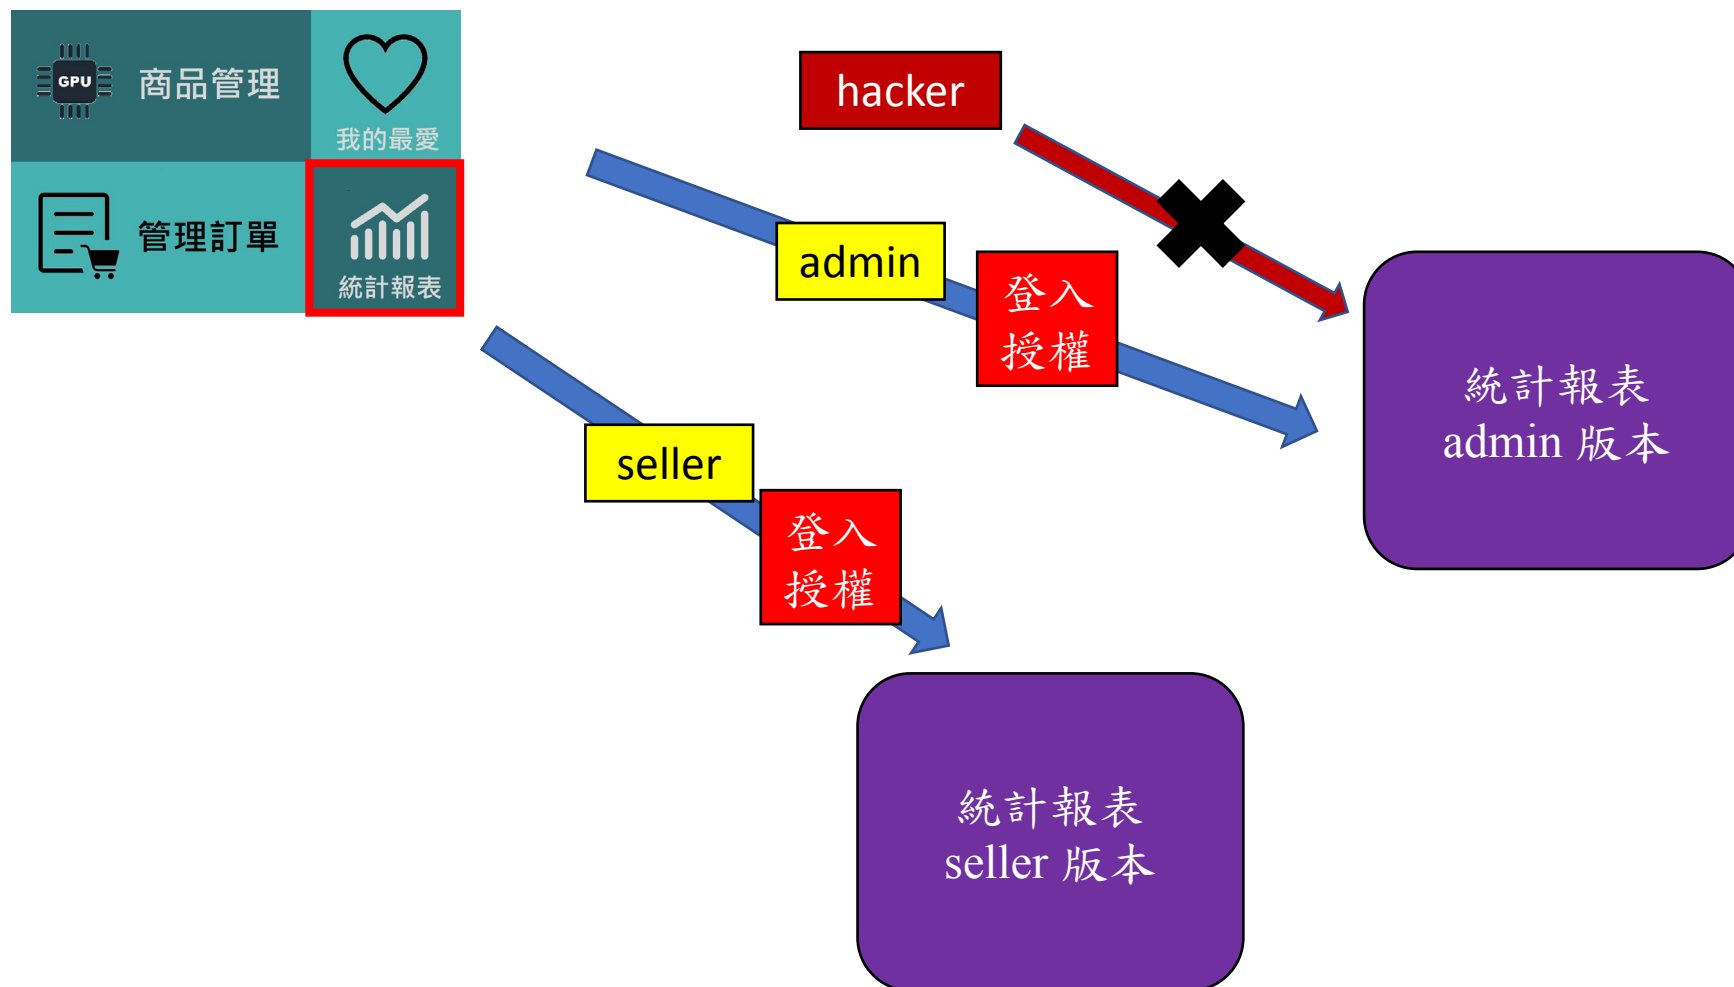 GPU
商品管理
我的最愛
管理訂單
統計報表
hacker
admin
登入
授權
seller
登入
授權
統計報表
admin 版本
統計報表
seller 版本